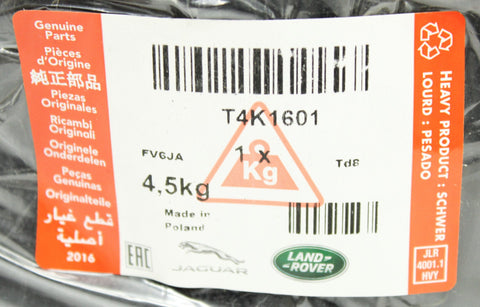 Genuine
Parts
Pièces
d'Origine
純正部品
Piezas
Originales
Ricambi
Originali
Originele
Onderdelen
Peças
Genuinas
Originalteile
قطع غيار
أصلية
2016
T4K1601
FV6JA
1 x
Td8
Kg
4,5kg
Made in
Poland
EAC
JAGUAR
LAND
ROVER
HEAVY PRODUCT : SCHWER
LOURD : PESADO
JLR
4001.1
HVY